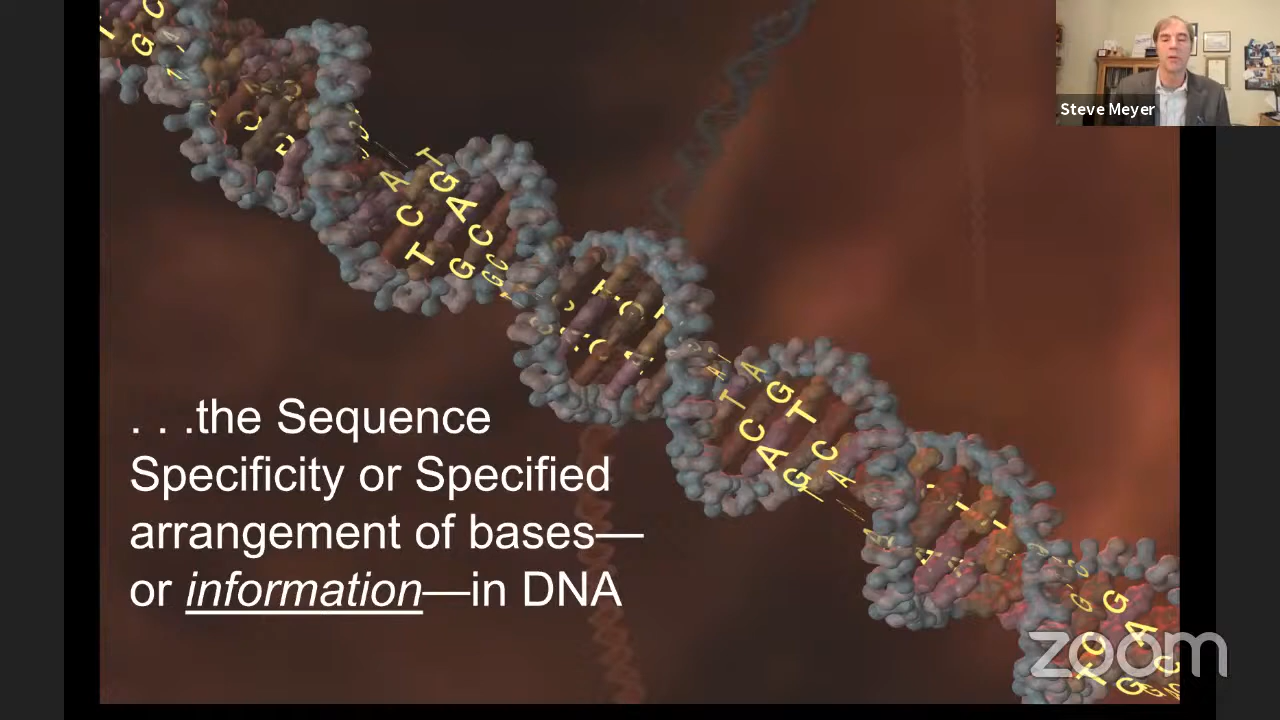 Steve Meyer
. . .the Sequence
Specificity or Specified
arrangement of bases—
or information—in DNA
zoom